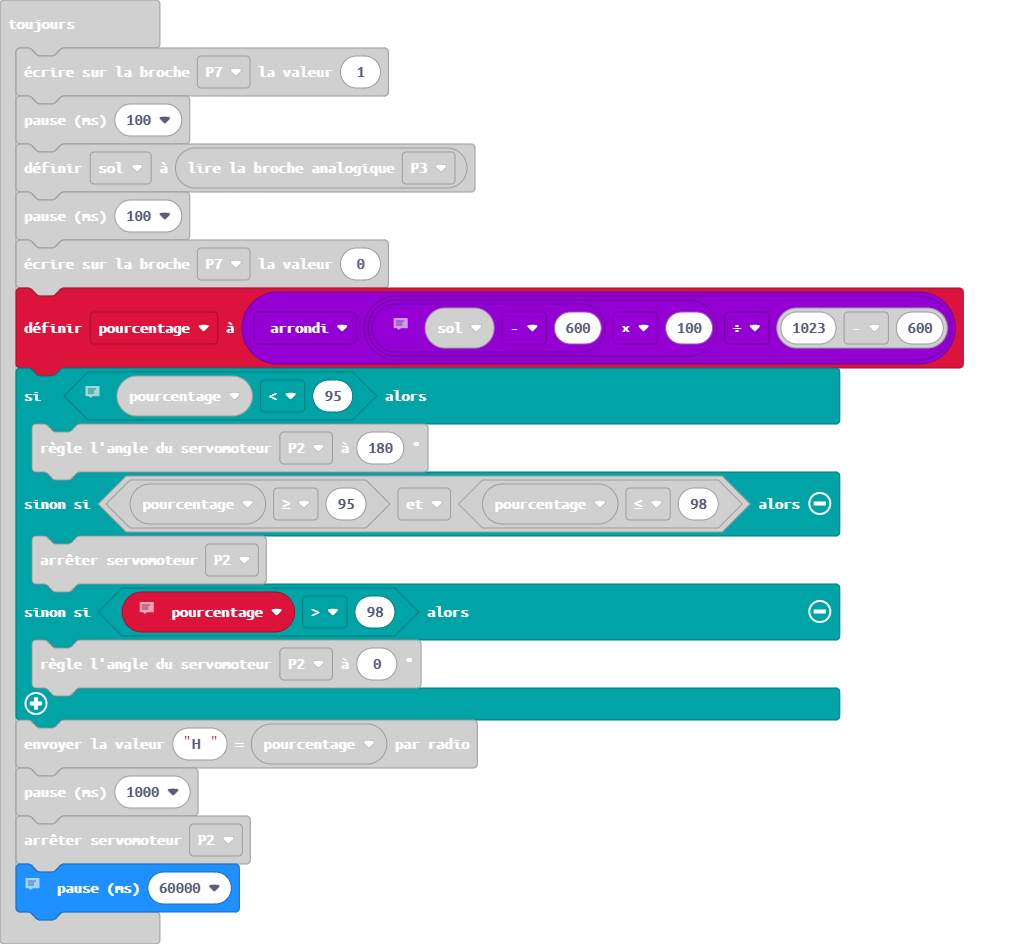 toujours
écrire sur la broche P7 la valeur 1
pause (ms) 100
définir sol à lire la broche analogique P3
pause (ms) 100
écrire sur la broche P7 la valeur 0
définir pourcentage à arrondi sol - 600 x 100 ÷ 1023 - 600
si pourcentage < 95 alors
règle l'angle du servomoteur P2 à 180 °
sinon si pourcentage ≥ 95 et pourcentage ≤ 98 alors
arrêter servomoteur P2
sinon si pourcentage > 98 alors
règle l'angle du servomoteur P2 à 0 °
envoyer la valeur "H " = pourcentage par radio
pause (ms) 1000
arrêter servomoteur P2
pause (ms) 60000